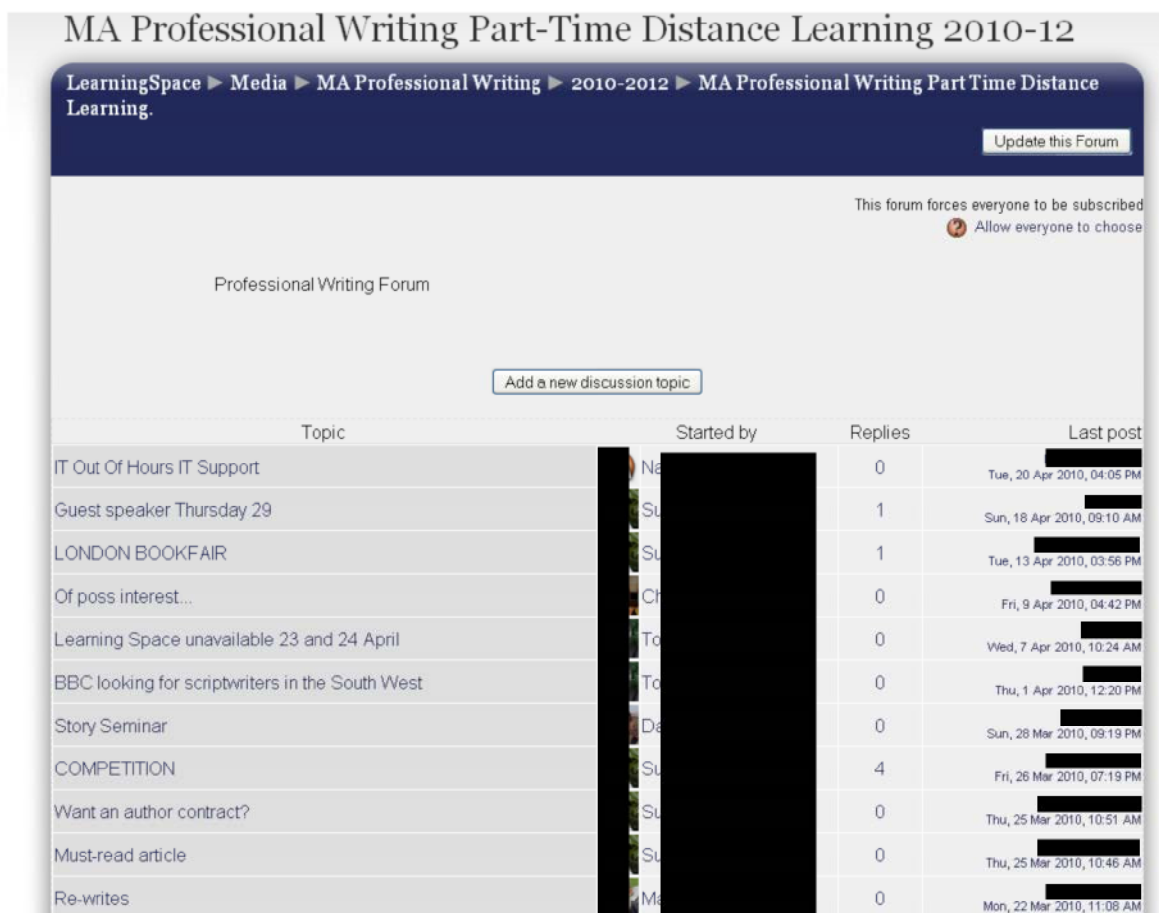 MA Professional Writing Part-Time Distance Learning 2010-12
LearningSpace ► Media ► MA Professional Writing ► 2010-2012 ► MA Professional Writing Part Time Distance
Learning.
Update this Forum
This forum forces everyone to be subscribed
Allow everyone to choose
Professional Writing Forum
Add a new discussion topic
Topic Started by Replies Last post
IT Out Of Hours IT Support Na 0 Tue, 20 Apr 2010, 04:05 PM
Guest speaker Thursday 29 Su 1 Sun, 18 Apr 2010, 09:10 AM
LONDON BOOKFAIR Su 1 Tue, 13 Apr 2010, 03:56 PM
Of poss interest... Ch 0 Fri, 9 Apr 2010, 04:42 PM
Learning Space unavailable 23 and 24 April To 0 Wed, 7 Apr 2010, 10:24 AM
BBC looking for scriptwriters in the South West To 0 Thu, 1 Apr 2010, 12:20 PM
Story Seminar Da 0 Sun, 28 Mar 2010, 09:19 PM
COMPETITION Su 4 Fri, 26 Mar 2010, 07:19 PM
Want an author contract? Su 0 Thu, 25 Mar 2010, 10:51 AM
Must-read article Su 0 Thu, 25 Mar 2010, 10:46 AM
Re-writes Ma 0 Mon, 22 Mar 2010, 11:08 AM